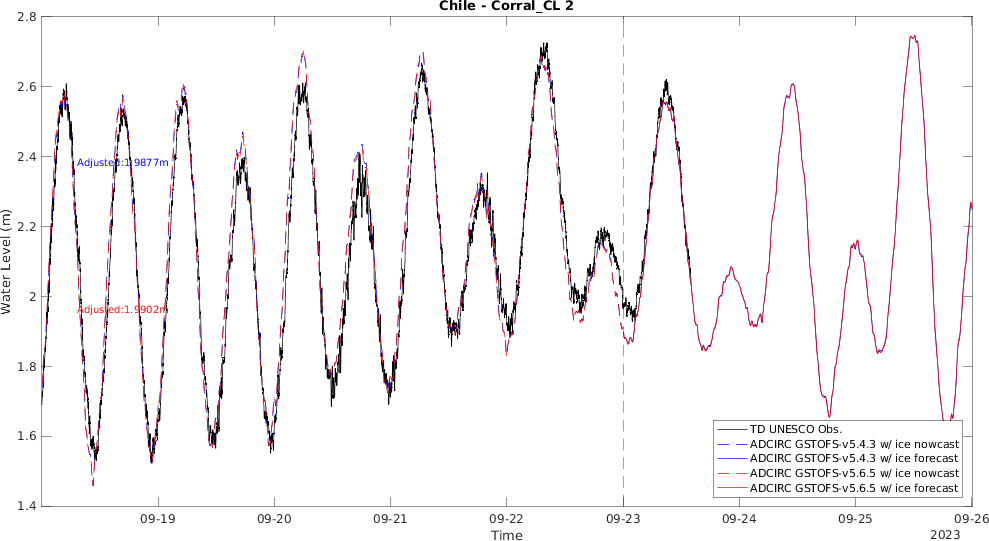 Chile - Corral_CL 2
2.8
2.6
2.4
2.2
2
1.8
1.6
1.4
Water Level (m)
Adjusted:1.9877m
Adjusted:1.9902m
TD UNESCO Obs.
ADCIRC GSTOFS-v5.4.3 w/ ice nowcast
ADCIRC GSTOFS-v5.4.3 w/ ice forecast
ADCIRC GSTOFS-v5.6.5 w/ ice nowcast
ADCIRC GSTOFS-v5.6.5 w/ ice forecast
09-19 09-20 09-21 09-22 09-23 09-24 09-25 09-26
Time
2023